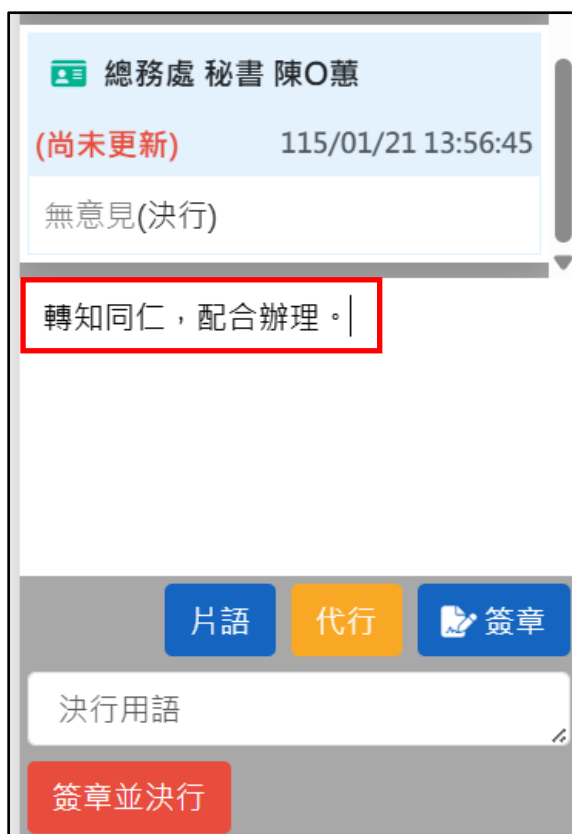 總務處 秘書 陳O蕙
(尚未更新) 115/01/21 13:56:45
無意見(決行)
轉知同仁，配合辦理。
片語 代行 簽章
決行用語
簽章並決行